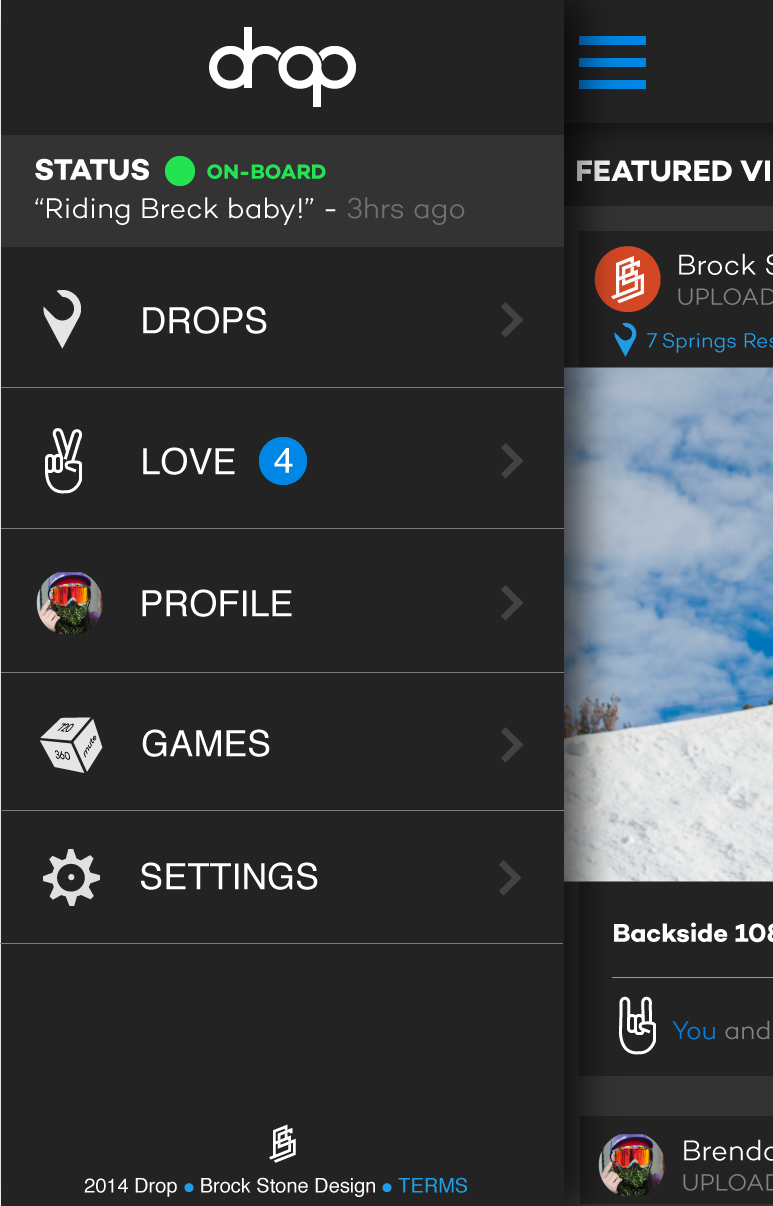 drop
STATUS ON-BOARD
“Riding Breck baby!” - 3hrs ago
DROPS
LOVE 4
PROFILE
720
360
mute
GAMES
SETTINGS
2014 Drop • Brock Stone Design • TERMS
FEATURED VI
Brock S
UPLOAD
7 Springs Res
Backside 108
You and
Brenda
UPLOAD